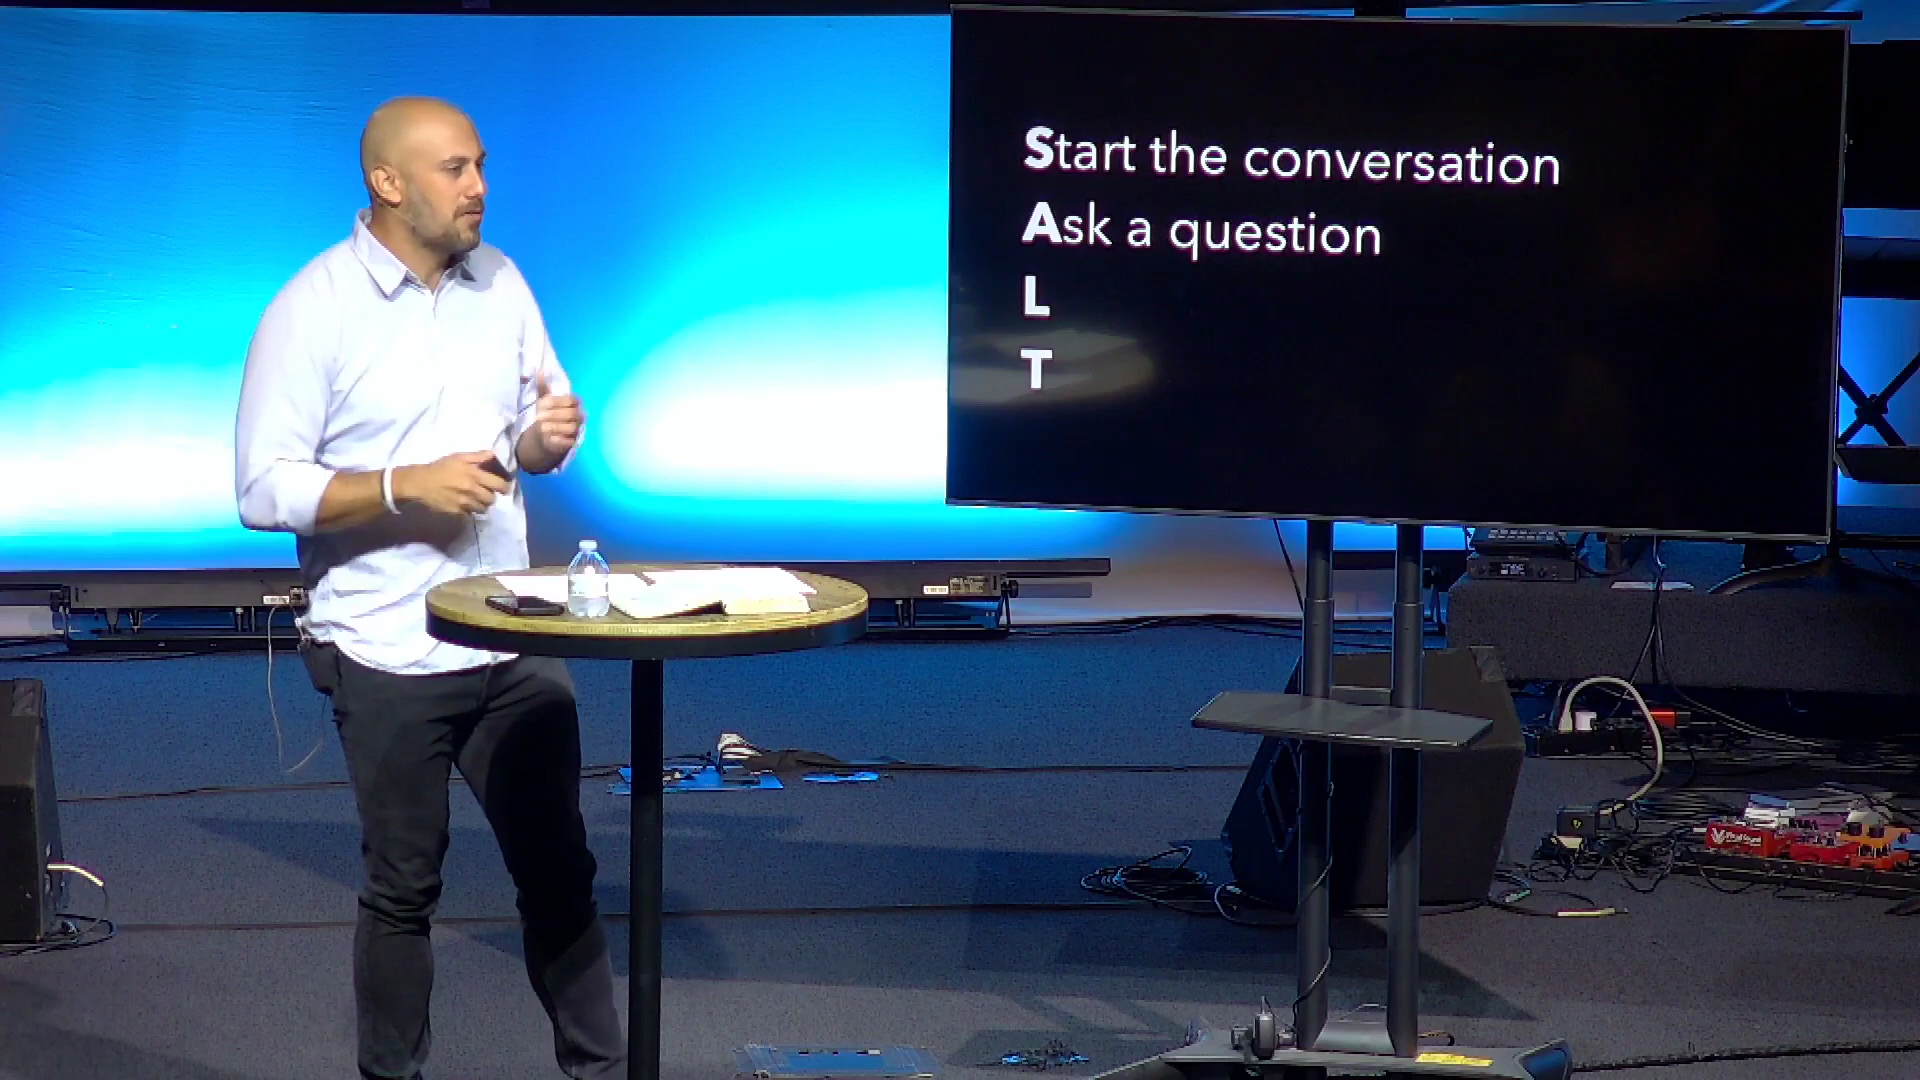 Start the conversation
Ask a question
L
T